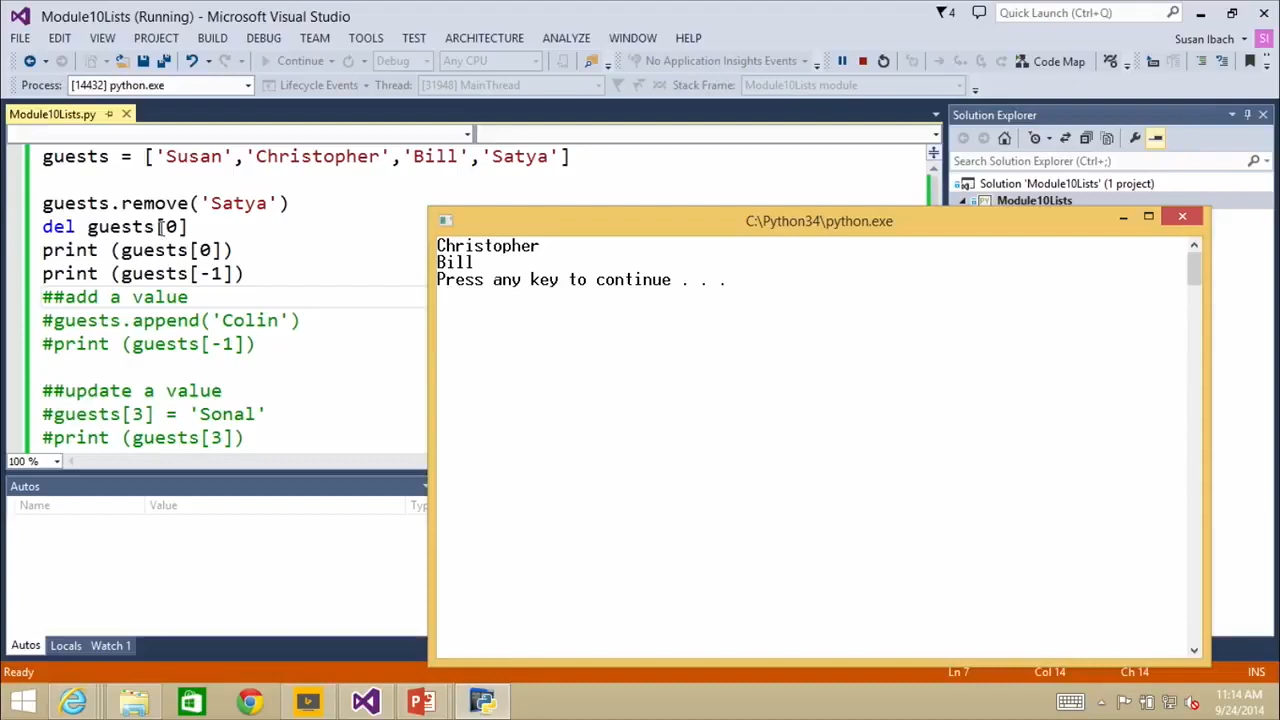 Module10Lists (Running) - Microsoft Visual Studio
4
Quick Launch (Ctrl+Q)
FILE EDIT VIEW PROJECT BUILD DEBUG TEAM TOOLS TEST ARCHITECTURE ANALYZE WINDOW HELP
Susan Ibach SI
Continue Debug Any CPU No Application Insights Events Code Map
Process: [14432] python.exe Lifecycle Events Thread: [31948] MainThread Stack Frame: Module10Lists module
Module10Lists.py
guests = ['Susan','Christopher','Bill','Satya']
guests.remove('Satya')
del guests[0]
print (guests[0])
print (guests[-1])
##add a value
#guests.append('Colin')
#print (guests[-1])
##update a value
#guests[3] = 'Sonal'
#print (guests[3])
100 %
Solution Explorer
Search Solution Explorer (Ctrl+;)
Solution 'Module10Lists' (1 project)
Module10Lists
C:\Python34\python.exe
Christopher
Bill
Press any key to continue . . .
Autos
Name Value Typ
Autos Locals Watch 1
Ready Ln 7 Col 14 Ch 14 INS
11:14 AM
9/24/2014